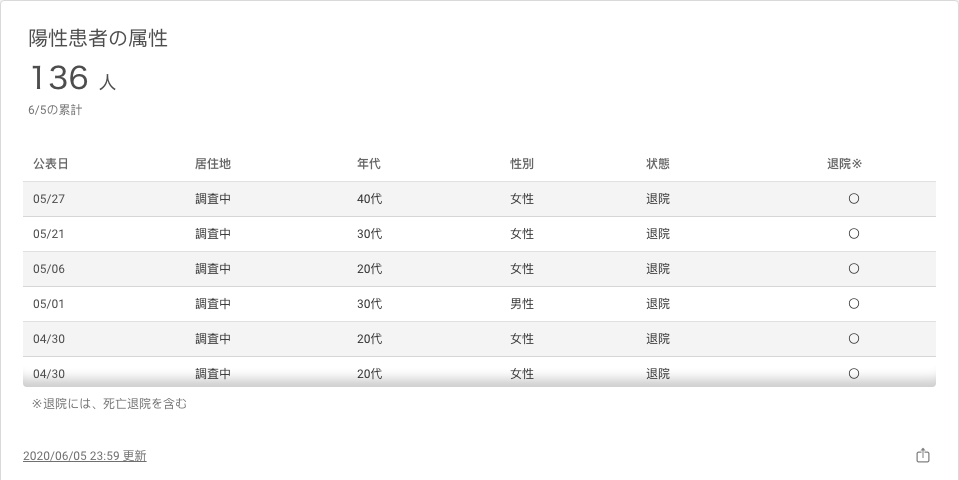 陽性患者の属性
136 人
6/5の累計
公表日 居住地 年代 性別 状態 退院※
05/27 調査中 40代 女性 退院 〇
05/21 調査中 30代 女性 退院 〇
05/06 調査中 20代 女性 退院 〇
05/01 調査中 30代 男性 退院 〇
04/30 調査中 20代 女性 退院 〇
04/30 調査中 20代 女性 退院 〇
※退院には、死亡退院を含む
2020/06/05 23:59 更新